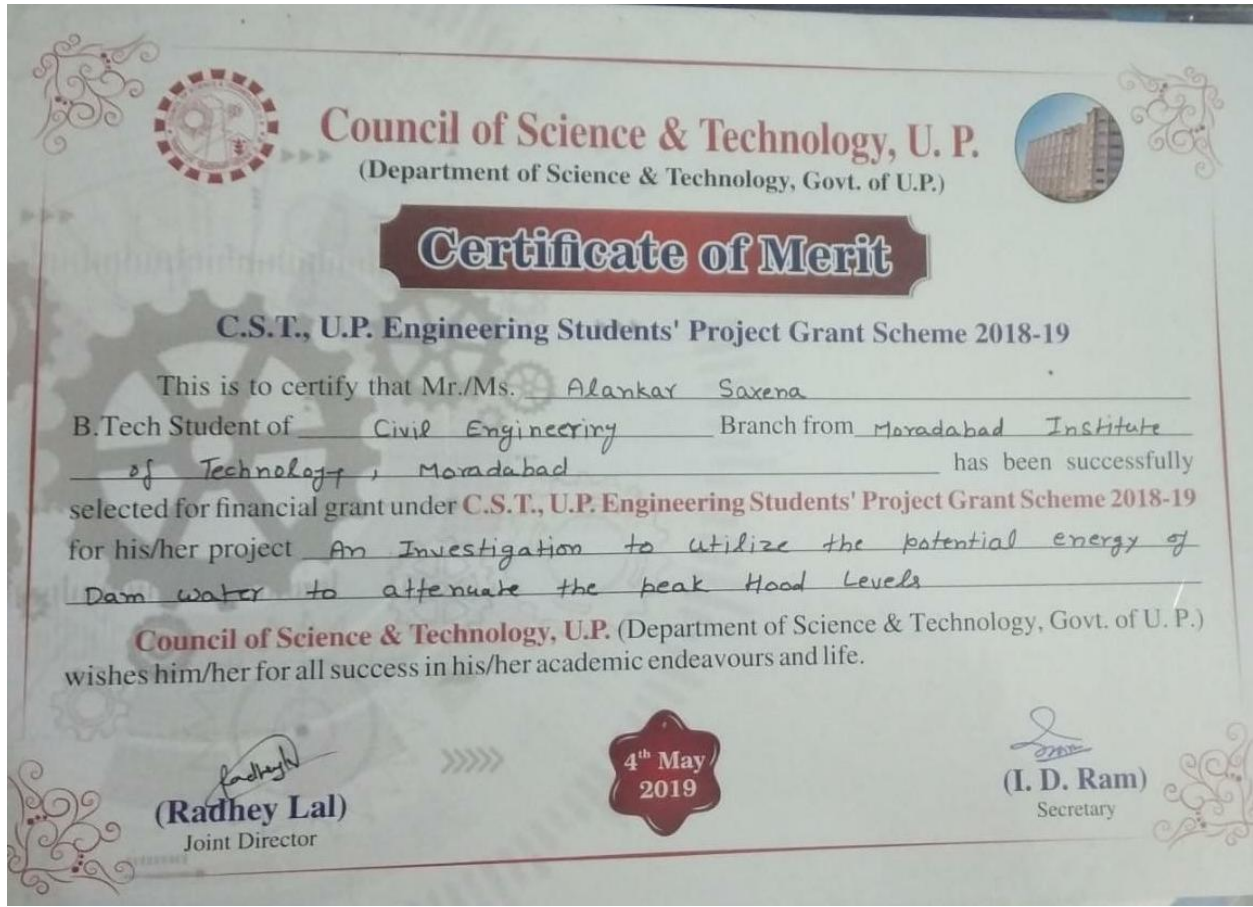 Council of Science & Technology, U. P.
(Department of Science & Technology, Govt. of U.P.)
Certificate of Merit
C.S.T., U.P. Engineering Students' Project Grant Scheme 2018-19
This is to certify that Mr./Ms. Alankar Saxena
B.Tech Student of Civil Engineering Branch from Moradabad Institute
of Technology, Moradabad has been successfully
selected for financial grant under C.S.T., U.P. Engineering Students' Project Grant Scheme 2018-19
for his/her project An Investigation to utilize the potential energy of
Dam water to attenuate the peak flood Levels
Council of Science & Technology, U.P. (Department of Science & Technology, Govt. of U. P.)
wishes him/her for all success in his/her academic endeavours and life.
4th May
2019
(Radhey Lal)
Joint Director
(I. D. Ram)
Secretary